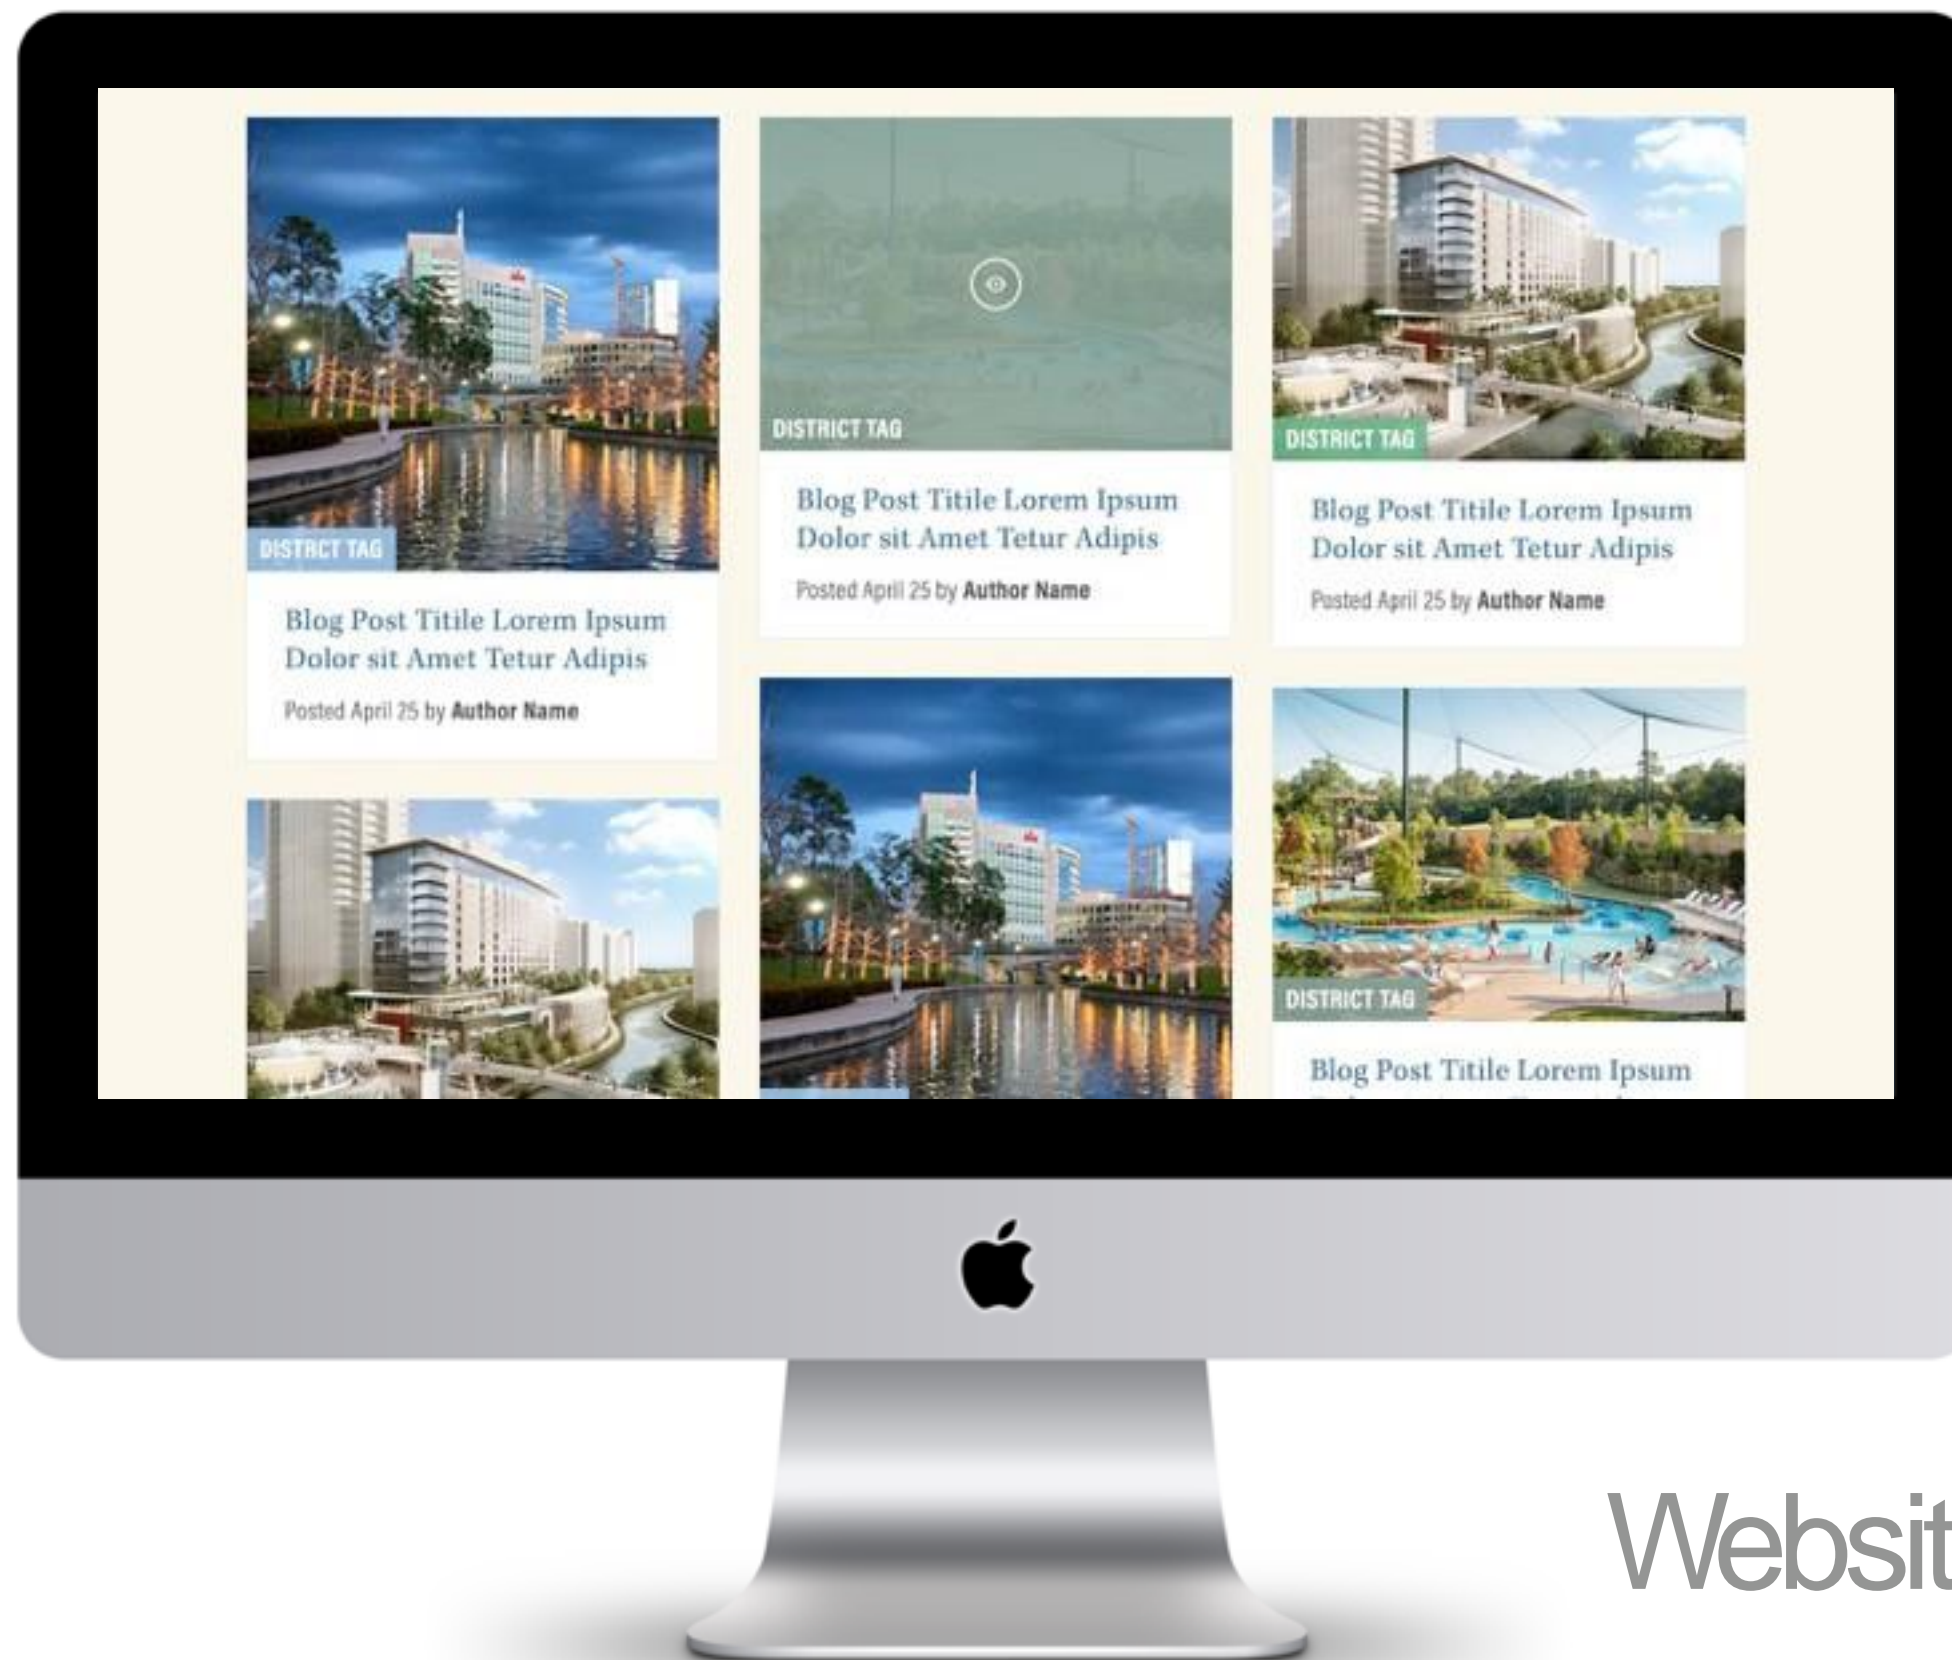 DISTRCT TAG
Blog Post Titile Lorem Ipsum
Dolor sit Amet Tetur Adipis
Posted April 25 by Author Name
DISTRICT TAG
Blog Post Titile Lorem Ipsum
Dolor sit Amet Tetur Adipis
Posted April 25 by Author Name
DISTRICT TAG
Blog Post Titile Lorem Ipsum
Dolor sit Amet Tetur Adipis
Posted April 25 by Author Name
DISTRICT TAG
Blog Post Titile Lorem Ipsum
Websit